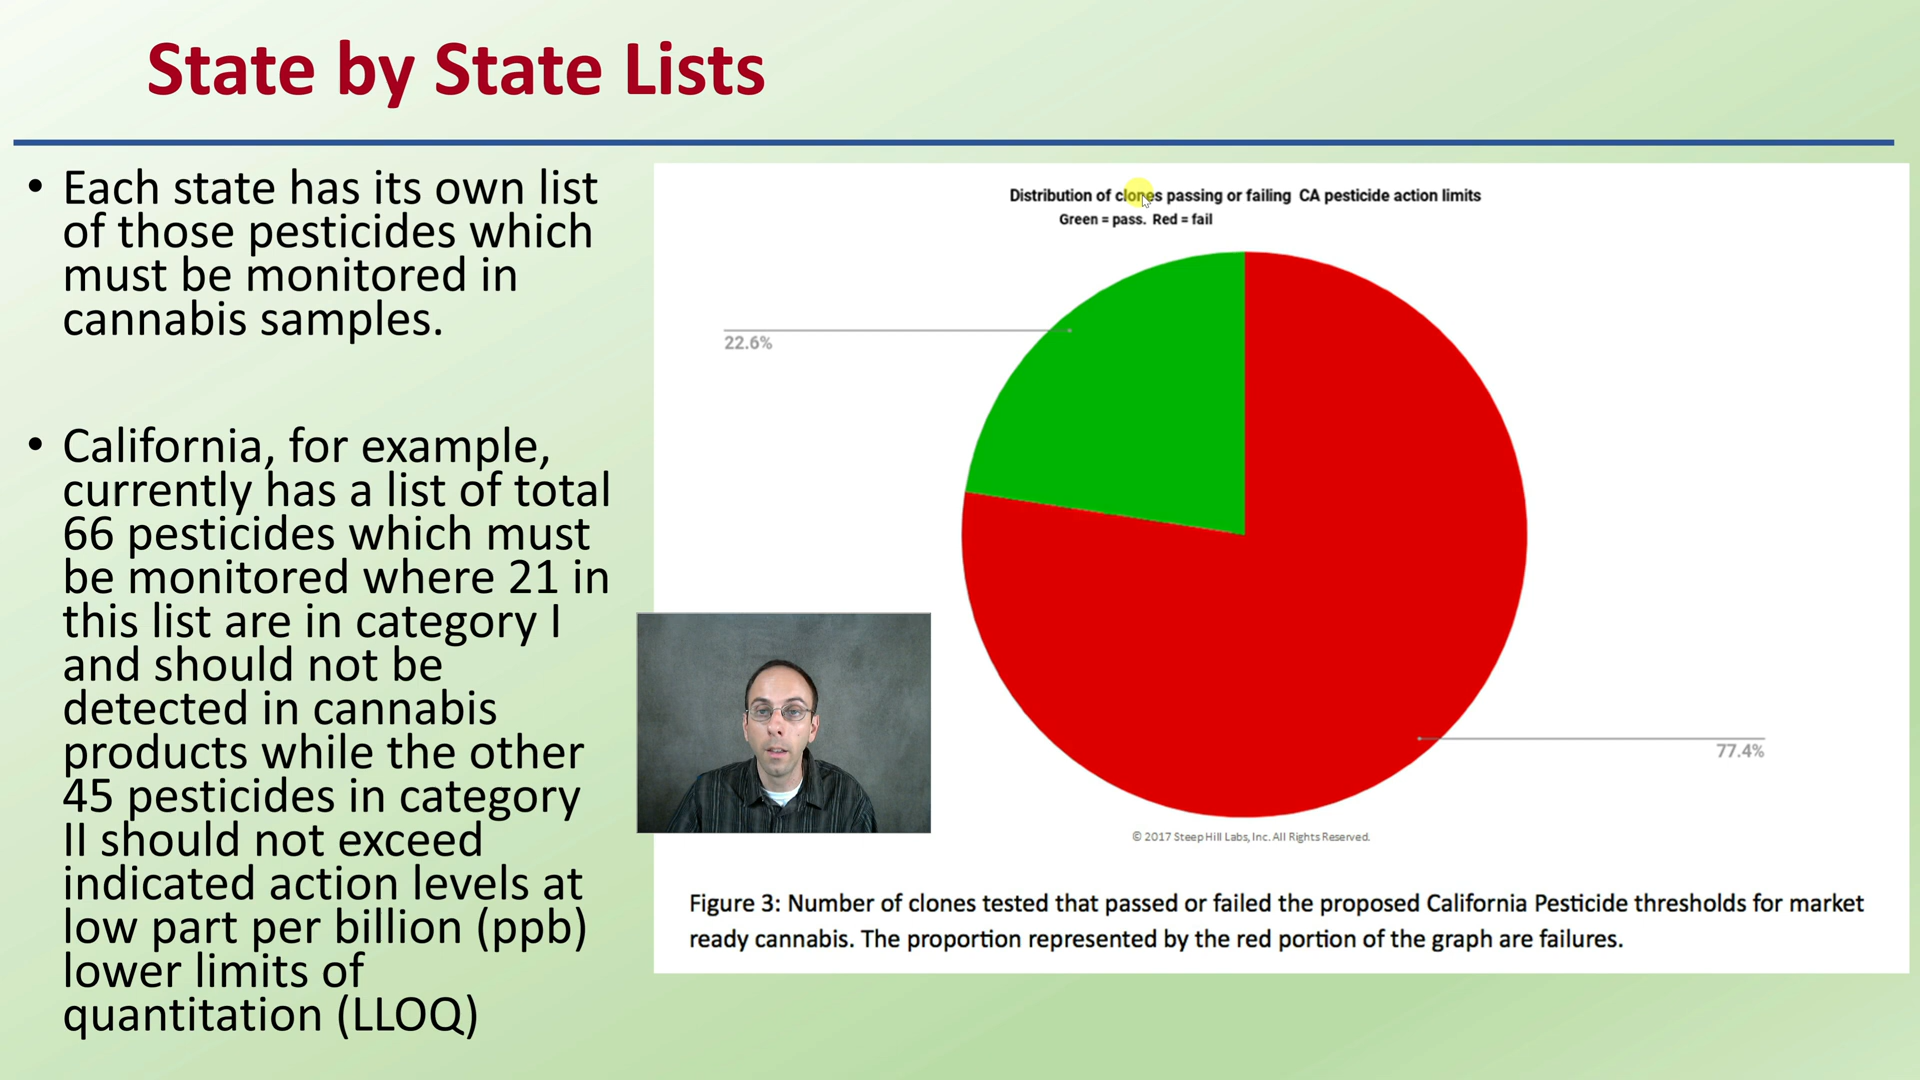 State by State Lists
• Each state has its own list
of those pesticides which
must be monitored in
cannabis samples.
• California, for example,
currently has a list of total
66 pesticides which must
be monitored where 21 in
this list are in category I
and should not be
detected in cannabis
products while the other
45 pesticides in category
II should not exceed
indicated action levels at
low part per billion (ppb)
lower limits of
quantitation (LLOQ)
Distribution of clones passing or failing CA pesticide action limits
Green = pass. Red = fail
22.6%
77.4%
© 2017 Steep Hill Labs, Inc. All Rights Reserved.
Figure 3: Number of clones tested that passed or failed the proposed California Pesticide thresholds for market
ready cannabis. The proportion represented by the red portion of the graph are failures.